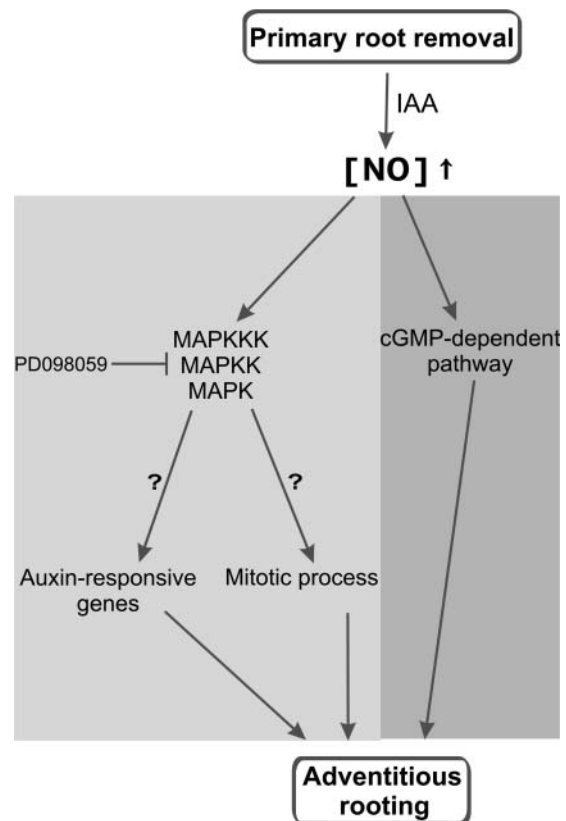 Primary root removal
IAA
[NO] ↑
MAPKKK
MAPKK
MAPK
PD098059
cGMP-dependent
pathway
?
?
Auxin-responsive
genes
Mitotic process
Adventitious
rooting